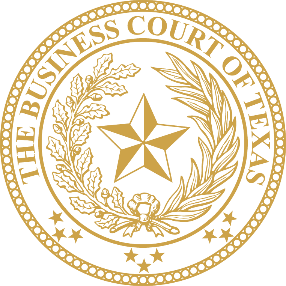 THE BUSINESS COURT OF TEXAS